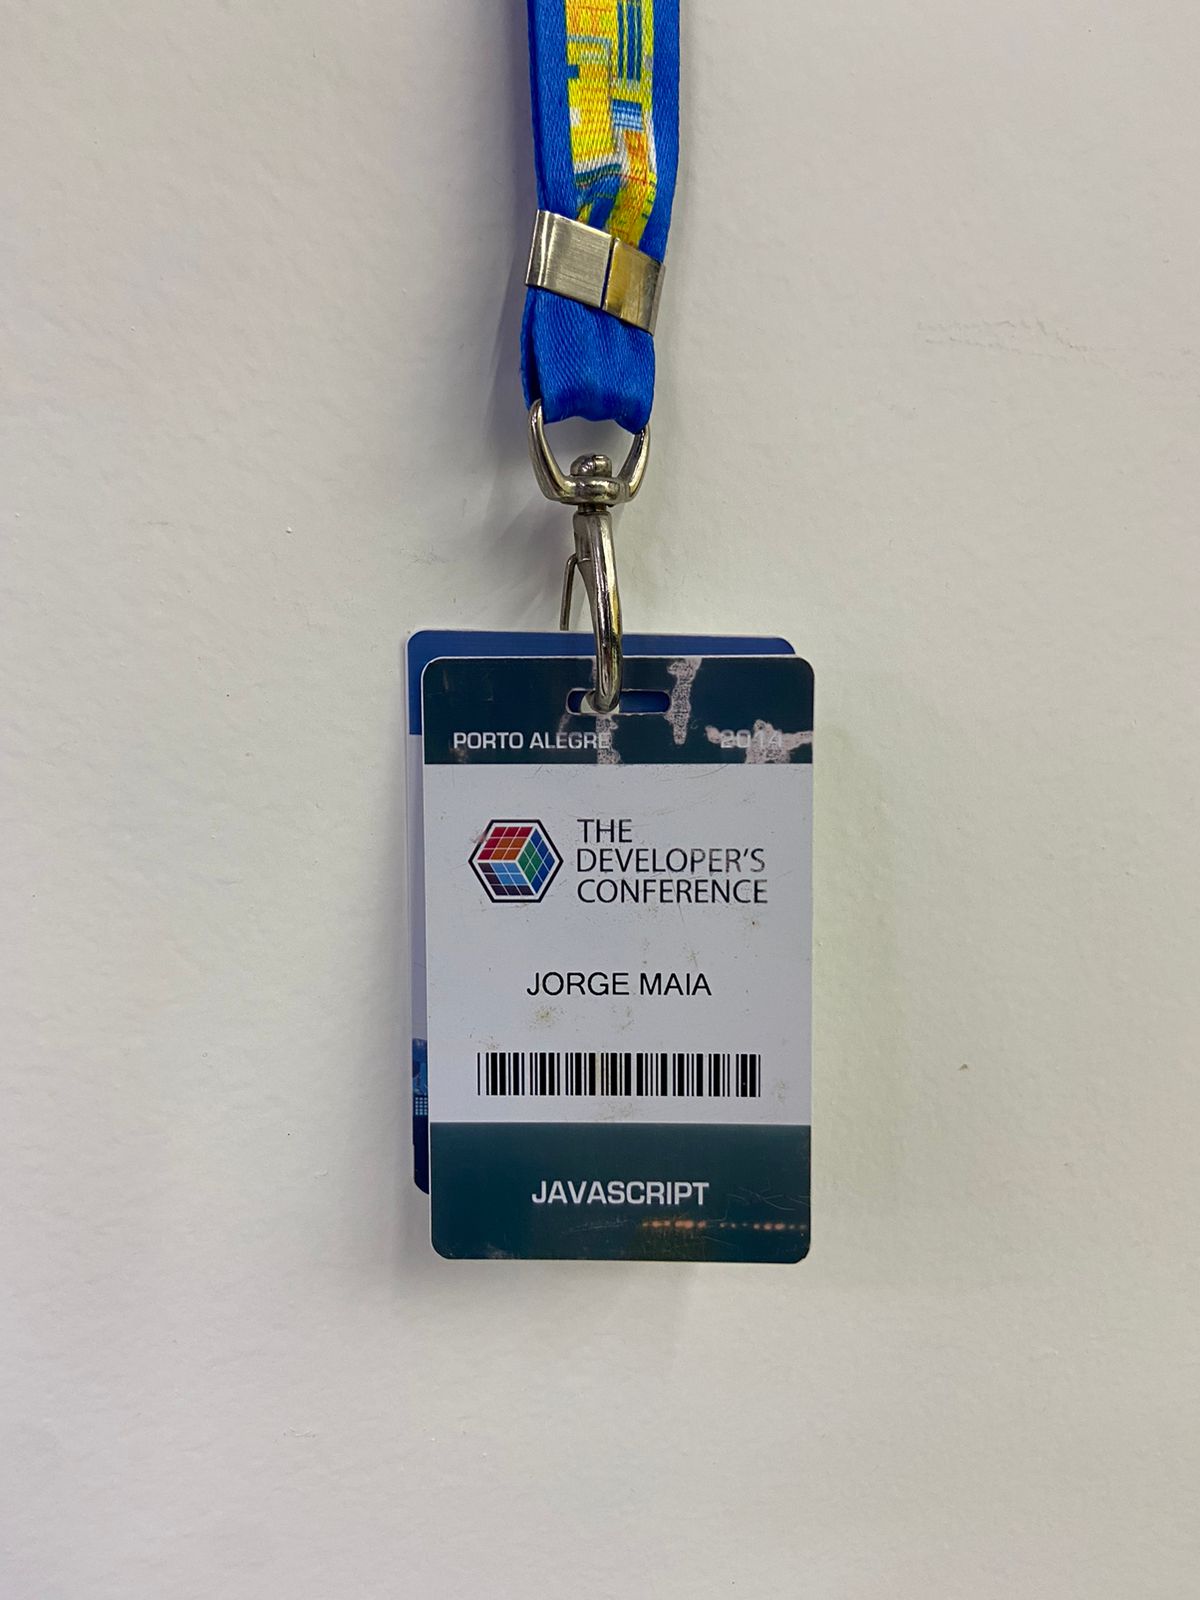 PORTO ALEGRE 2014
THE
DEVELOPER'S
CONFERENCE
JORGE MAIA
JAVASCRIPT